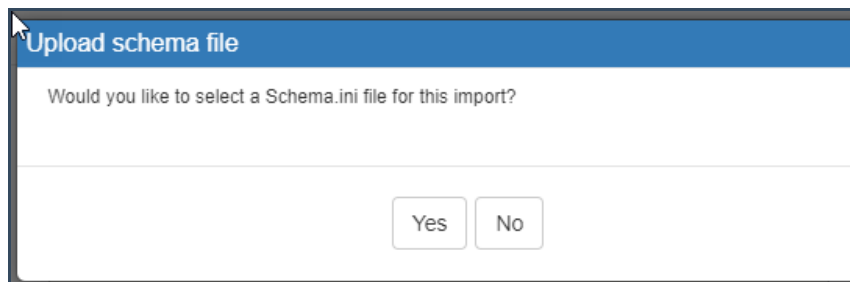 Upload schema file
Would you like to select a Schema.ini file for this import?
Yes No